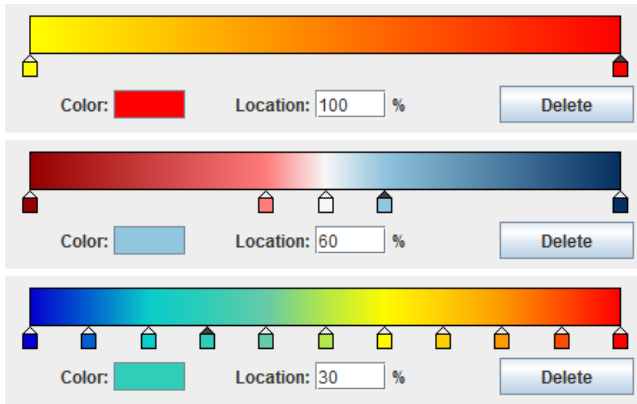 Color: Location: 100 % Delete
Color: Location: 60 % Delete
Color: Location: 30 % Delete